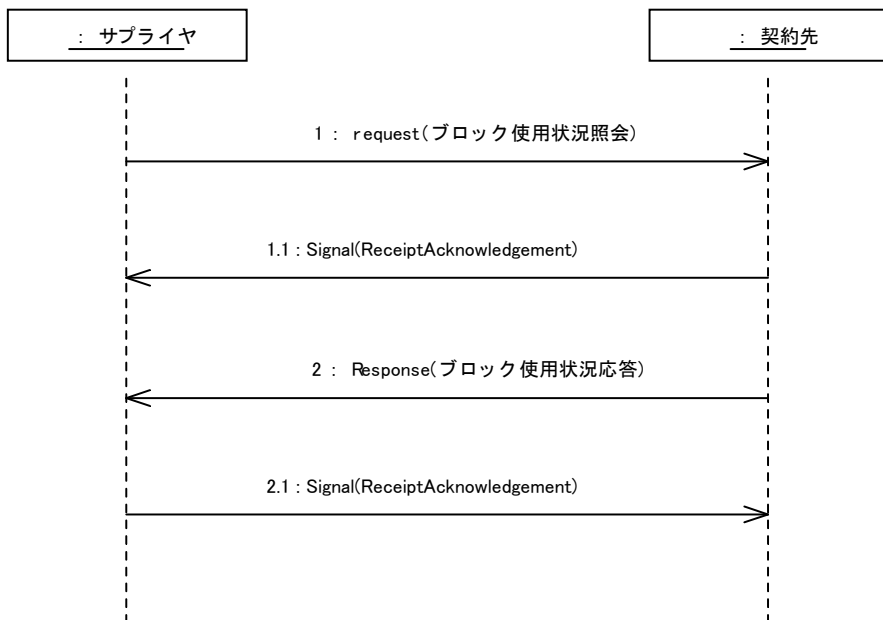 : サプライヤ
: 契約先
1 : request(ブロック使用状況照会)
1.1 : Signal(ReceiptAcknowledgement)
2 : Response(ブロック使用状況応答)
2.1 : Signal(ReceiptAcknowledgement)